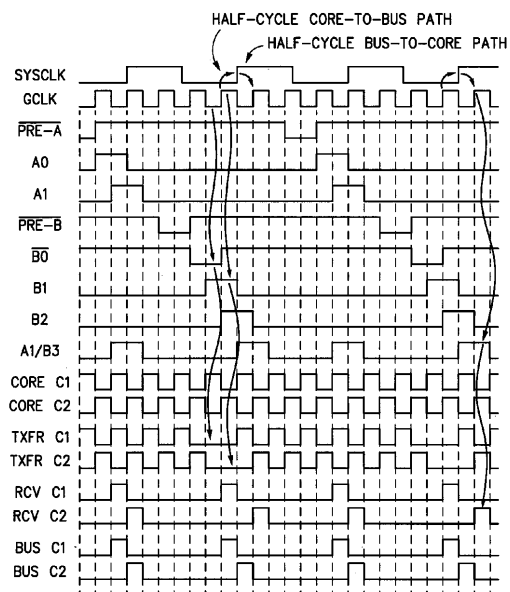 HALF-CYCLE CORE-TO-BUS PATH
HALF-CYCLE BUS-TO-CORE PATH
SYSCLK
GCLK
PRE-A
A0
A1
PRE-B
B0
B1
B2
A1/B3
CORE C1
CORE C2
TXFR C1
TXFR C2
RCV C1
RCV C2
BUS C1
BUS C2